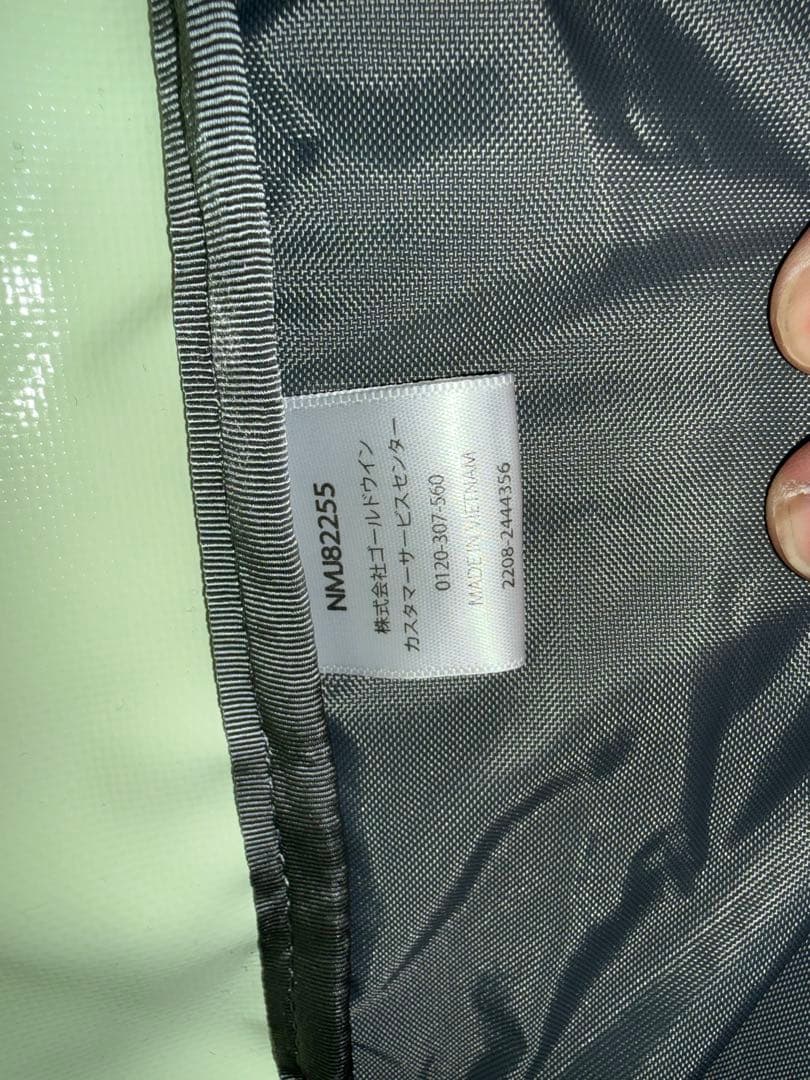 NMJ82255
株式会社ゴールドウイン
カスタマーサービスセンター
0120-307-560
MADE IN VIETNAM
2208-2444356